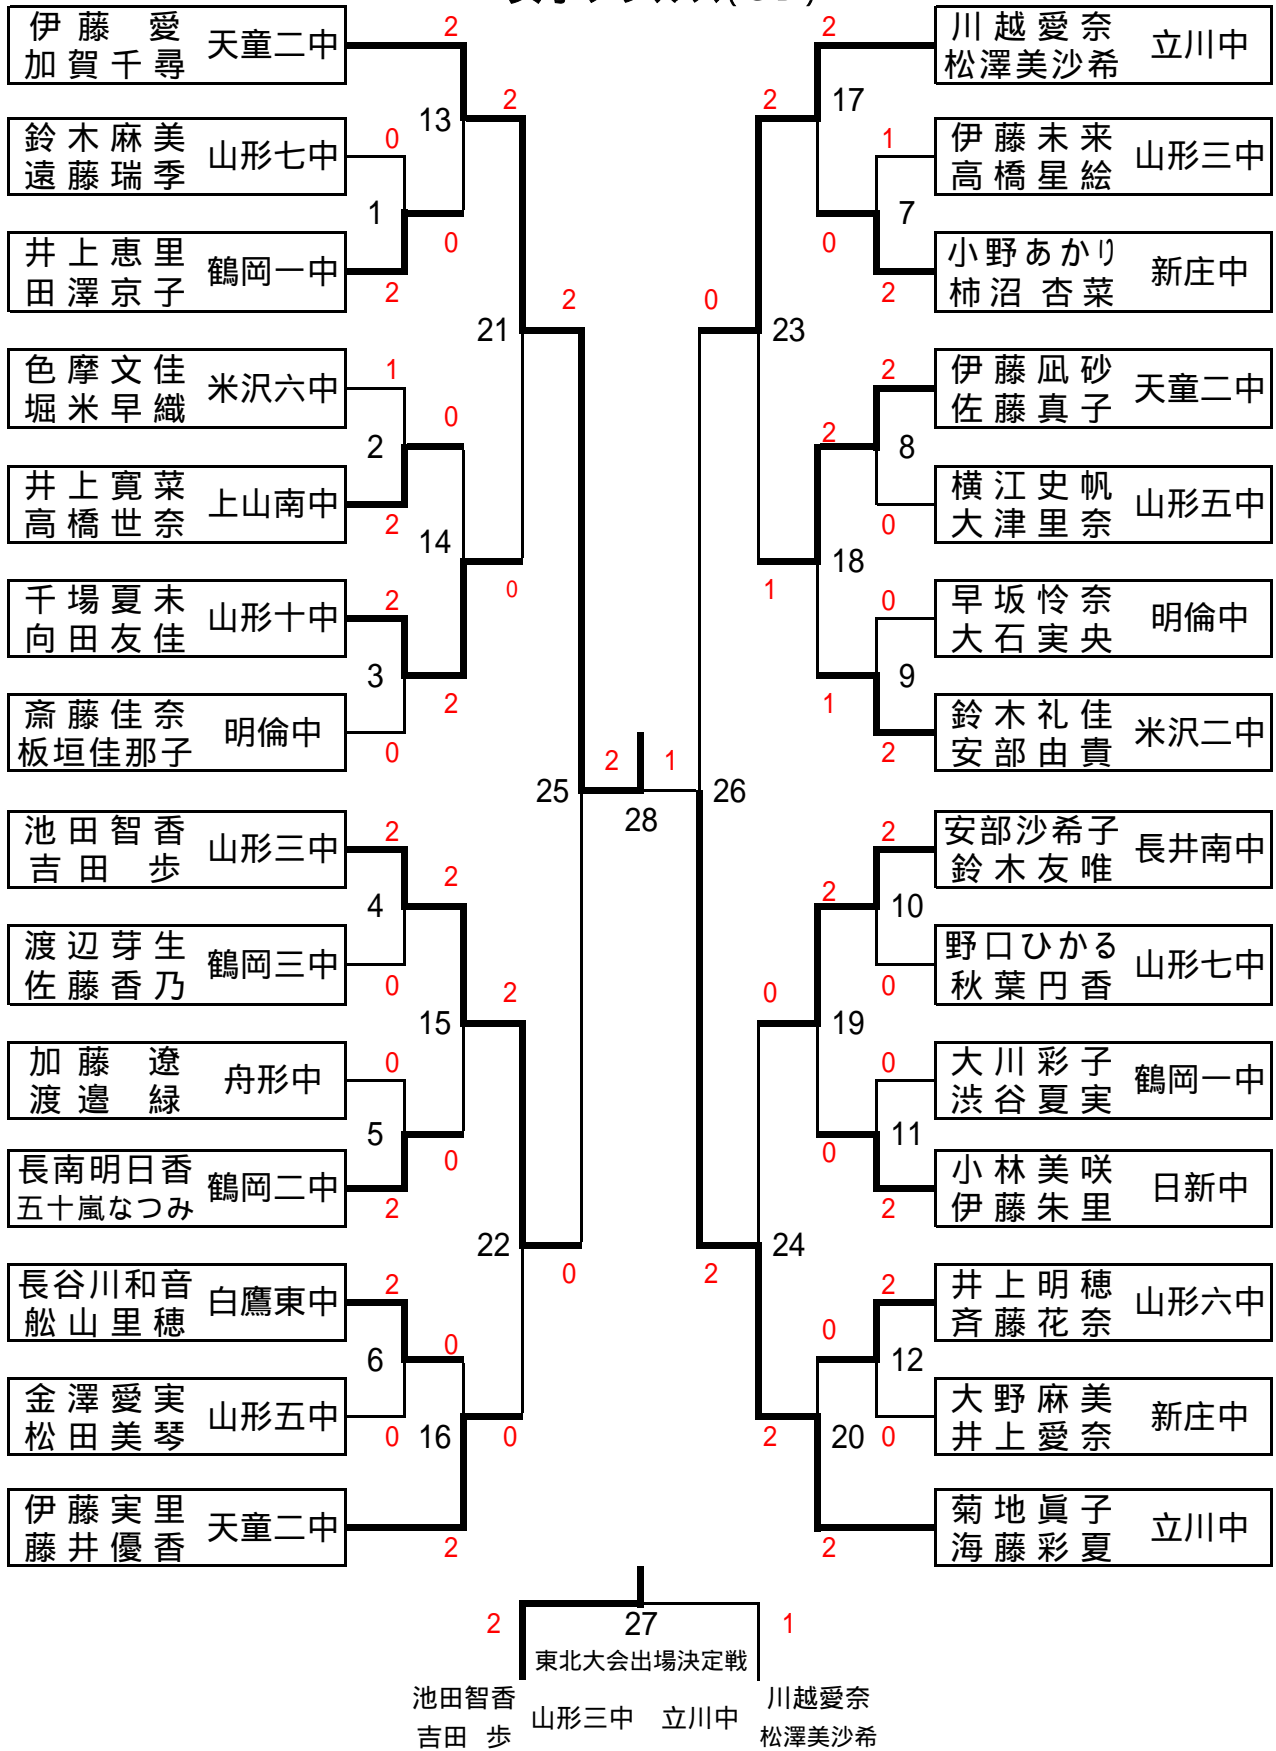 伊藤 愛 天童二中
加賀千尋
鈴木麻美 山形七中
遠藤瑞季
井上恵里 鶴岡一中
田澤京子
色摩文佳 米沢六中
堀米早織
井上寛菜 上山南中
高橋世奈
千場夏未 山形十中
向田友佳
斎藤佳奈 明倫中
板垣佳那子
池田智香 山形三中
吉田 歩
渡辺芽生 鶴岡三中
佐藤香乃
加藤 遼 舟形中
渡邉 緑
長南明日香 鶴岡二中
五十嵐なつみ
長谷川和音 白鷹東中
舩山里穂
金澤愛実 山形五中
松田美琴
伊藤実里 天童二中
藤井優香
2
0
2
1
2
2
0
2
0
0
2
2
0
1
2
3
4
5
6
2
0
0
2
2
0
0
2
13
14
15
16
2
0
2
0
21
22
2
0
25
2 1
28
26
0
2
23
24
2
1
0
2
17
18
19
20
2
0
2
1
2
0
0
2
7
8
9
10
11
12
1
2
2
0
0
2
2
0
0
2
2
0
川越愛奈 立川中
松澤美沙希
伊藤未来 山形三中
高橋星絵
小野あかり 新庄中
柿沼杏菜
伊藤凪砂 天童二中
佐藤真子
横江史帆 山形五中
大津里奈
早坂怜奈 明倫中
大石実央
鈴木礼佳 米沢二中
安部由貴
安部沙希子 長井南中
鈴木友唯
野口ひかる 山形七中
秋葉円香
大川彩子 鶴岡一中
渋谷夏実
小林美咲 日新中
伊藤朱里
井上明穂 山形六中
斉藤花奈
大野麻美 新庄中
井上愛奈
菊地眞子 立川中
海藤彩夏
2 27 1
東北大会出場決定戦
池田智香 山形三中 立川中 川越愛奈
吉田 歩 松澤美沙希